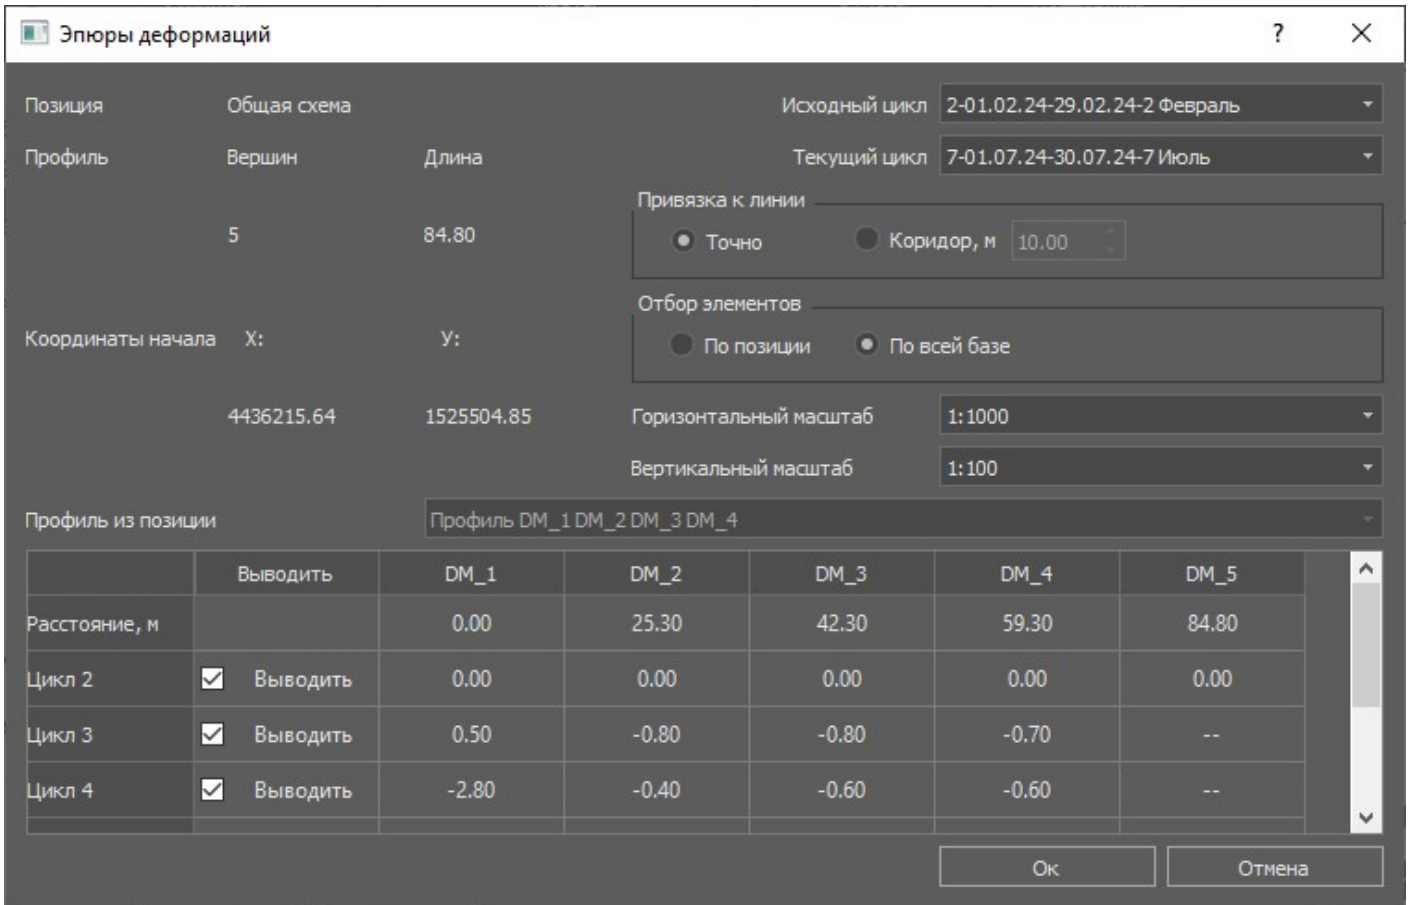 Эпюры деформаций ?
Позиция Общая схема Исходный цикл 2-01.02.24-29.02.24-2 Февраль
Профиль Вершин Длина Текущий цикл 7-01.07.24-30.07.24-7 Июль
Привязка к линии
5 84.80 Точно Коридор, м 10.00
Отбор элементов
Координаты начала X: У: По позиции По всей базе
4436215.64 1525504.85 Горизонтальный масштаб 1:1000
Вертикальный масштаб 1:100
Профиль из позиции Профиль DM_1 DM_2 DM_3 DM_4
Выводить DM_1 DM_2 DM_3 DM_4 DM_5
Расстояние, м 0.00 25.30 42.30 59.30 84.80
Цикл 2 Выводить 0.00 0.00 0.00 0.00 0.00
Цикл 3 Выводить 0.50 -0.80 -0.80 -0.70 --
Цикл 4 Выводить -2.80 -0.40 -0.60 -0.60 --
Ок Отмена